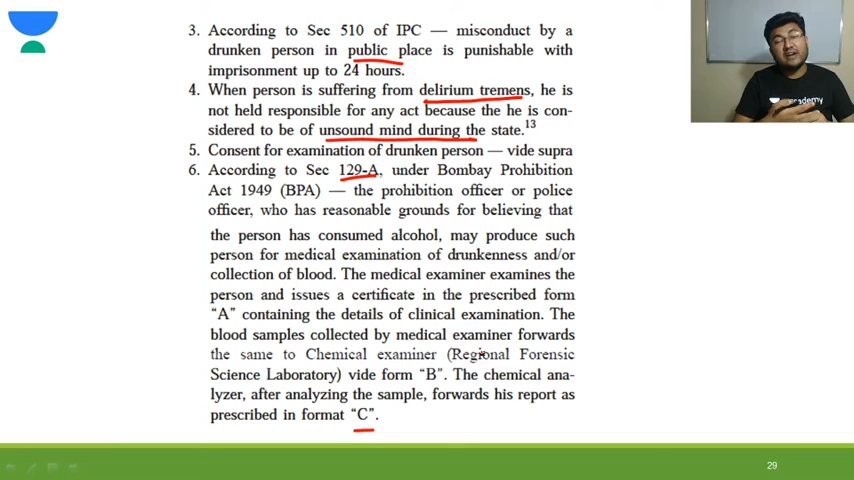 3. According to Sec 510 of IPC — misconduct by a
drunken person in public place is punishable with
imprisonment up to 24 hours.
4. When person is suffering from delirium tremens, he is
not held responsible for any act because the he is con-
sidered to be of unsound mind during the state.13
5. Consent for examination of drunken person — vide supra
6. According to Sec 129-A, under Bombay Prohibition
Act 1949 (BPA) — the prohibition officer or police
officer, who has reasonable grounds for believing that
the person has consumed alcohol, may produce such
person for medical examination of drunkenness and/or
collection of blood. The medical examiner examines the
person and issues a certificate in the prescribed form
“A” containing the details of clinical examination. The
blood samples collected by medical examiner forwards
the same to Chemical examiner (Regional Forensic
Science Laboratory) vide form “B”. The chemical ana-
lyzer, after analyzing the sample, forwards his report as
prescribed in format “C”.
29